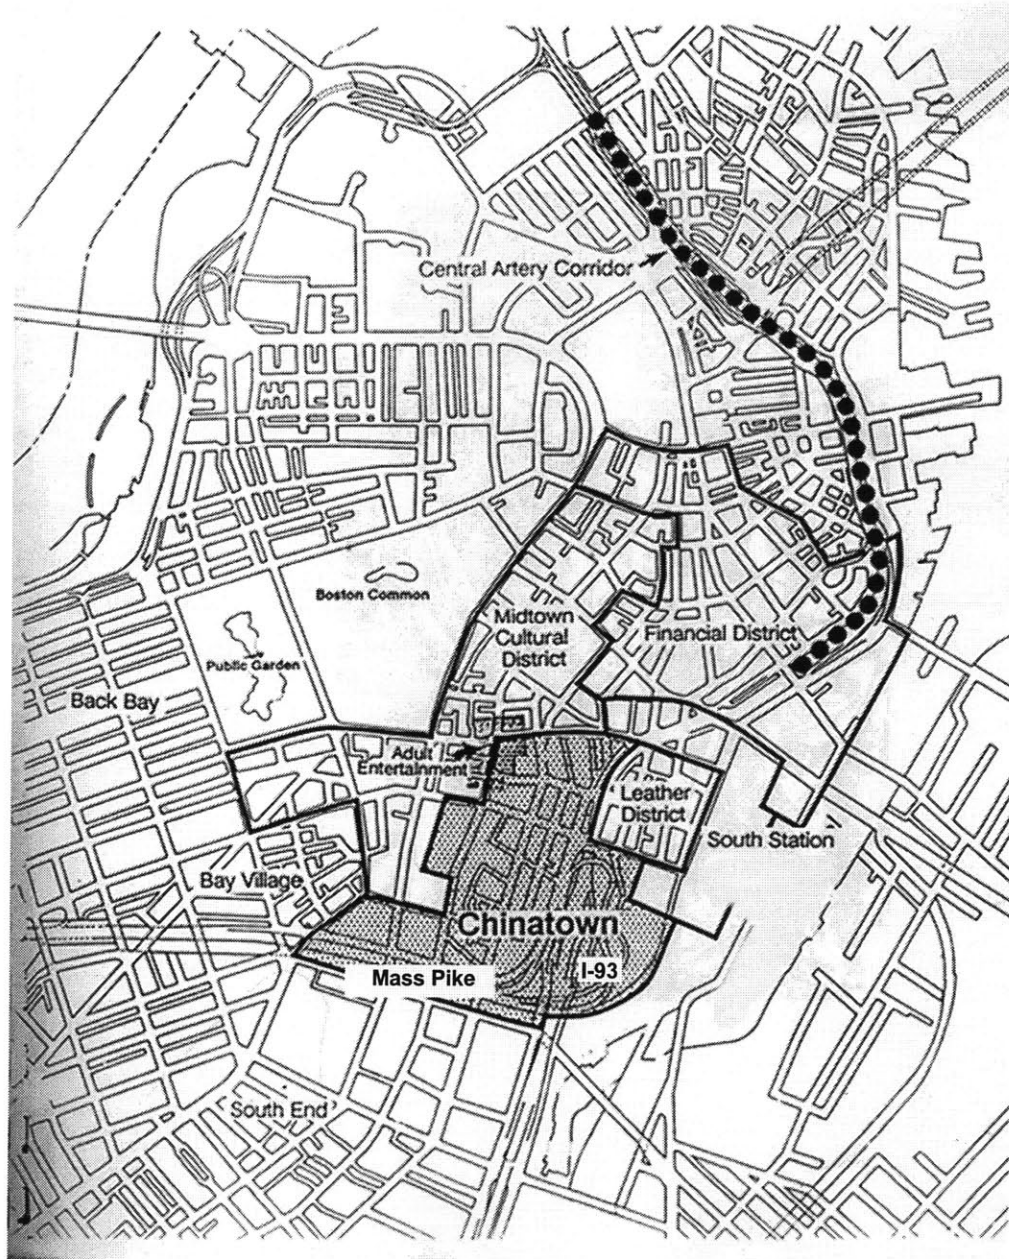 Central Artery Corridor
Boston Common
Midtown
Cultural
District
Financial District
Public Garden
Back Bay
Adult
Entertainment
Leather
District
South Station
Bay Village
Chinatown
Mass Pike
I-93
South End